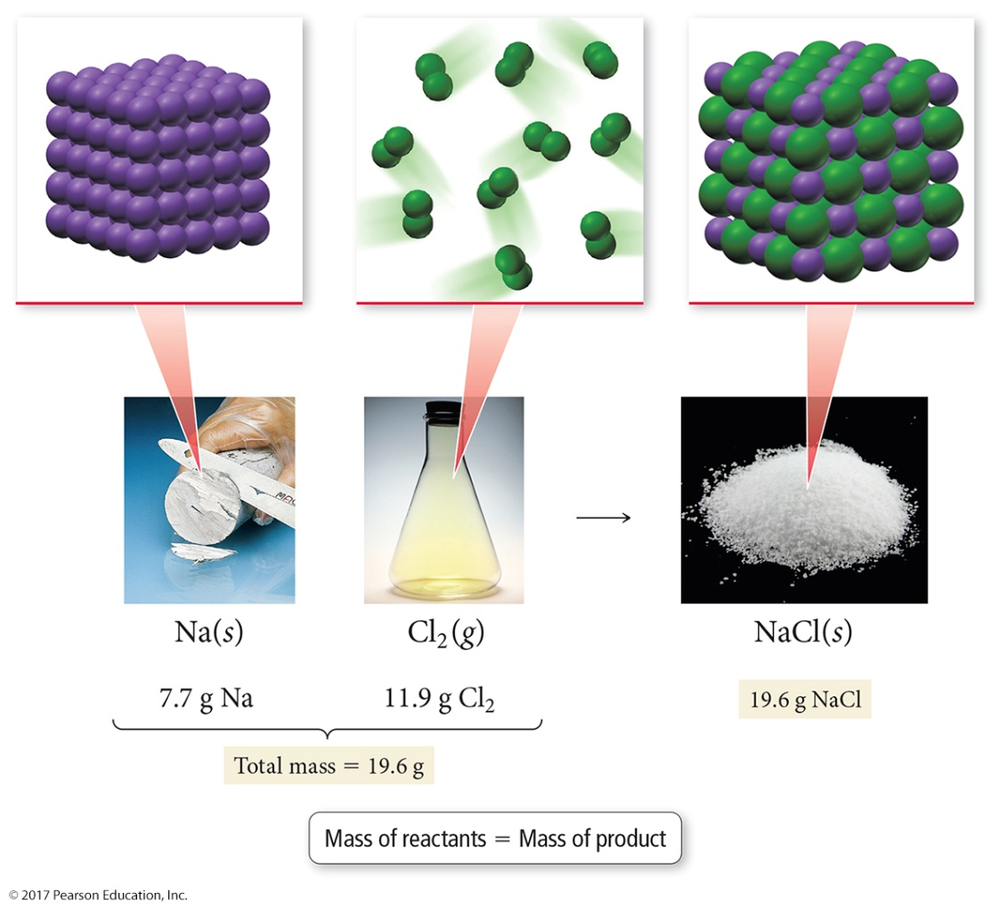 Na(s)
Cl₂(g)
NaCl(s)
7.7 g Na
11.9 g Cl₂
19.6 g NaCl
Total mass = 19.6 g
Mass of reactants = Mass of product
© 2017 Pearson Education, Inc.